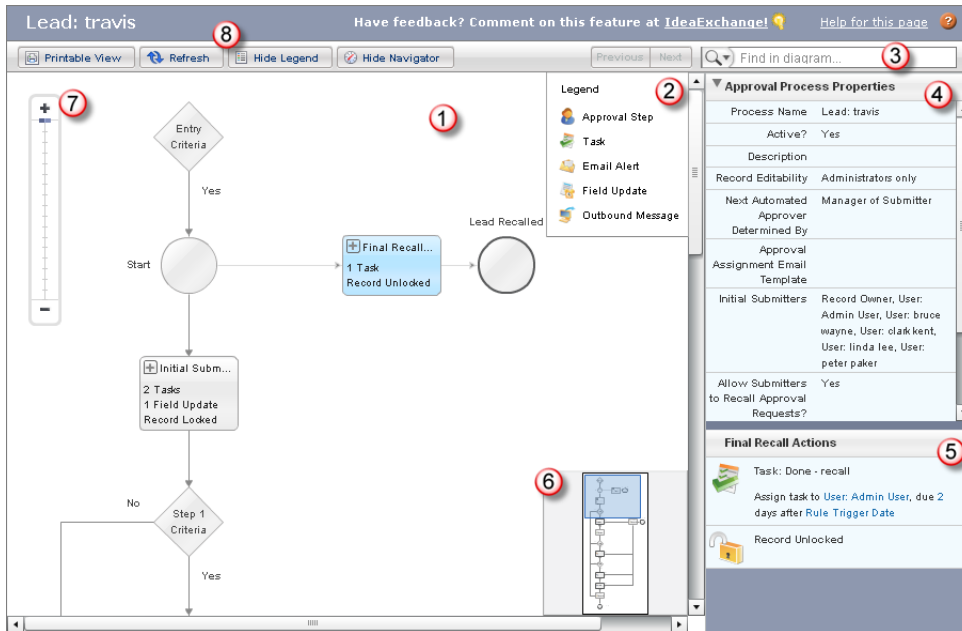 Lead: travis
Have feedback? Comment on this feature at IdeaExchange!
Help for this page
8
Printable View
Refresh
Hide Legend
Hide Navigator
Previous
Next
Find in diagram...
3
7
1
Entry
Criteria
Yes
Start
Final Recall...
1 Task
Record Unlocked
Lead Recalled
Initial Subm...
2 Tasks
1 Field Update
Record Locked
No
Step 1
Criteria
Yes
Legend
2
Approval Step
Task
Email Alert
Field Update
Outbound Message
6
Approval Process Properties
4
Process Name Lead: travis
Active? Yes
Description
Record Editability Administrators only
Next Automated Manager of Submitter
Approver
Determined By
Approval
Assignment Email
Template
Initial Submitters Record Owner, User:
Admin User, User: bruce
wayne, User: clark kent,
User: linda lee, User:
peter paker
Allow Submitters Yes
to Recall Approval
Requests?
Final Recall Actions
5
Task: Done - recall
Assign task to User: Admin User, due 2
days after Rule Trigger Date
Record Unlocked